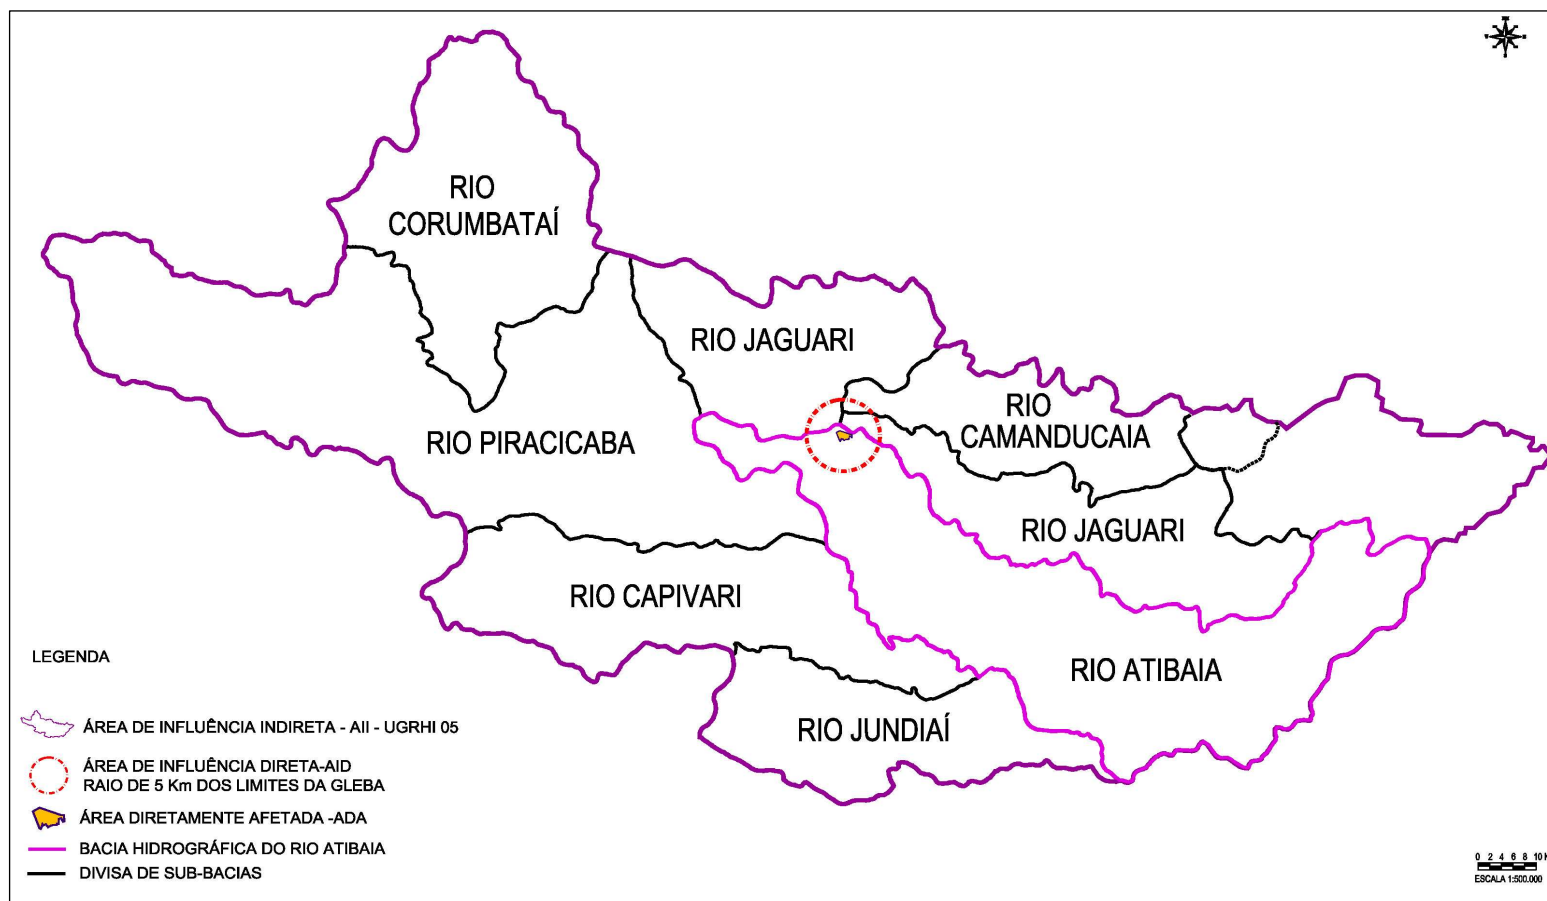 RIO
CORUMBATAÍ
RIO JAGUARI
RIO
CAMANDUCAIA
RIO PIRACICABA
RIO JAGUARI
RIO CAPIVARI
RIO ATIBAIA
RIO JUNDIAÍ
LEGENDA
ÁREA DE INFLUÊNCIA INDIRETA - AII - UGRHI 05
ÁREA DE INFLUÊNCIA DIRETA-AID
RAIO DE 5 Km DOS LIMITES DA GLEBA
ÁREA DIRETAMENTE AFETADA -ADA
BACIA HIDROGRÁFICA DO RIO ATIBAIA
DIVISA DE SUB-BACIAS
0 2 4 6 8 10 K
ESCALA 1:500.000